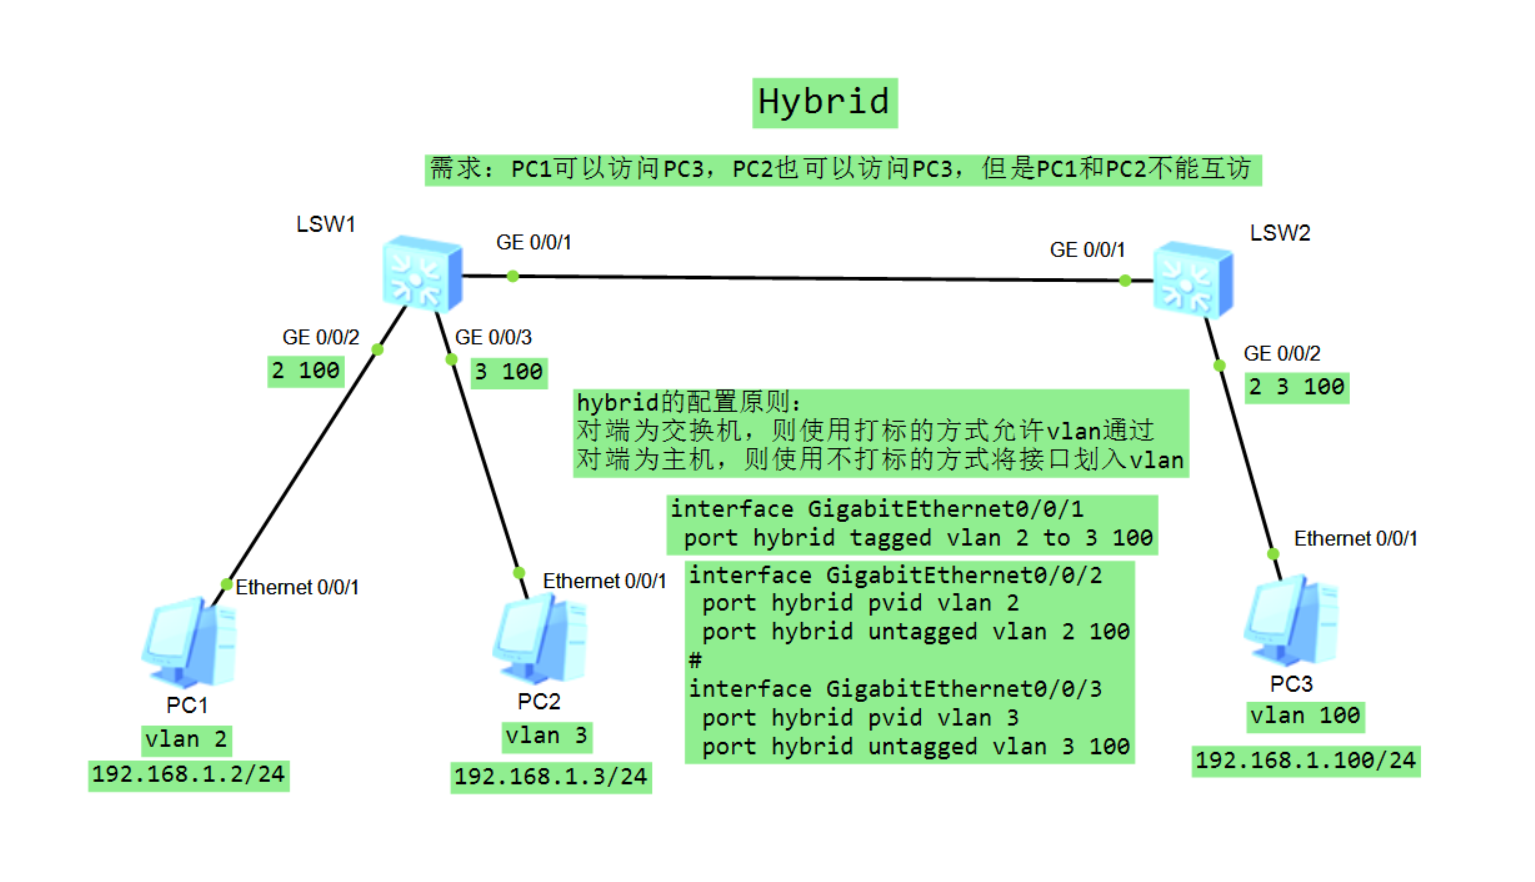 Hybrid
需求：PC1可以访问PC3，PC2也可以访问PC3，但是PC1和PC2不能互访
LSW1
LSW2
GE 0/0/1
GE 0/0/1
GE 0/0/2
GE 0/0/3
GE 0/0/2
2 100
3 100
2 3 100
hybrid的配置原则：
对端为交换机，则使用打标的方式允许vlan通过
对端为主机，则使用不打标的方式将接口划入vlan
interface GigabitEthernet0/0/1
port hybrid tagged vlan 2 to 3 100
interface GigabitEthernet0/0/2
port hybrid pvid vlan 2
port hybrid untagged vlan 2 100
#
interface GigabitEthernet0/0/3
port hybrid pvid vlan 3
port hybrid untagged vlan 3 100
Ethernet 0/0/1
Ethernet 0/0/1
Ethernet 0/0/1
PC1
PC2
PC3
vlan 2
vlan 3
vlan 100
192.168.1.2/24
192.168.1.3/24
192.168.1.100/24